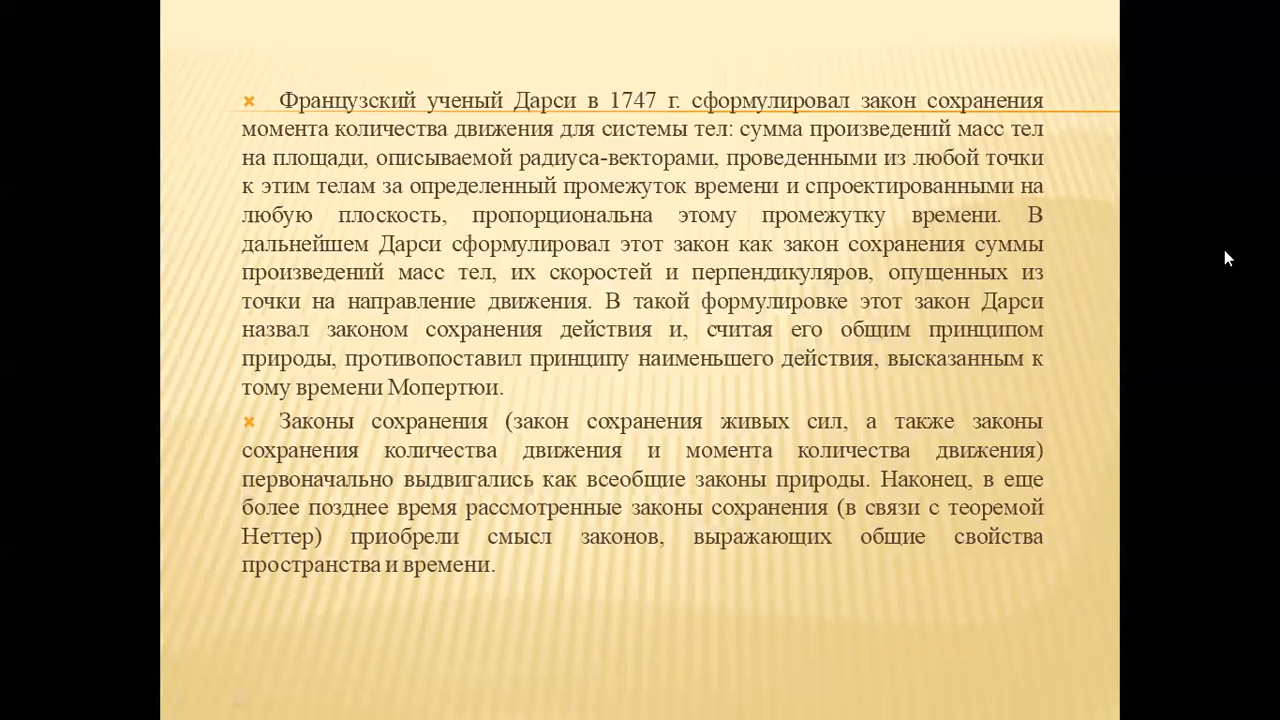 Французский ученый Дарси в 1747 г. сформулировал закон сохранения
момента количества движения для системы тел: сумма произведений масс тел
на площади, описываемой радиуса-векторами, проведенными из любой точки
к этим телам за определенный промежуток времени и спроектированными на
любую плоскость, пропорциональна этому промежутку времени. В
дальнейшем Дарси сформулировал этот закон как закон сохранения суммы
произведений масс тел, их скоростей и перпендикуляров, опущенных из
точки на направление движения. В такой формулировке этот закон Дарси
назвал законом сохранения действия и, считая его общим принципом
природы, противопоставил принципу наименьшего действия, высказанным к
тому времени Мопертюи.
Законы сохранения (закон сохранения живых сил, а также законы
сохранения количества движения и момента количества движения)
первоначально выдвигались как всеобщие законы природы. Наконец, в еще
более позднее время рассмотренные законы сохранения (в связи с теоремой
Неттер) приобрели смысл законов, выражающих общие свойства
пространства и времени.